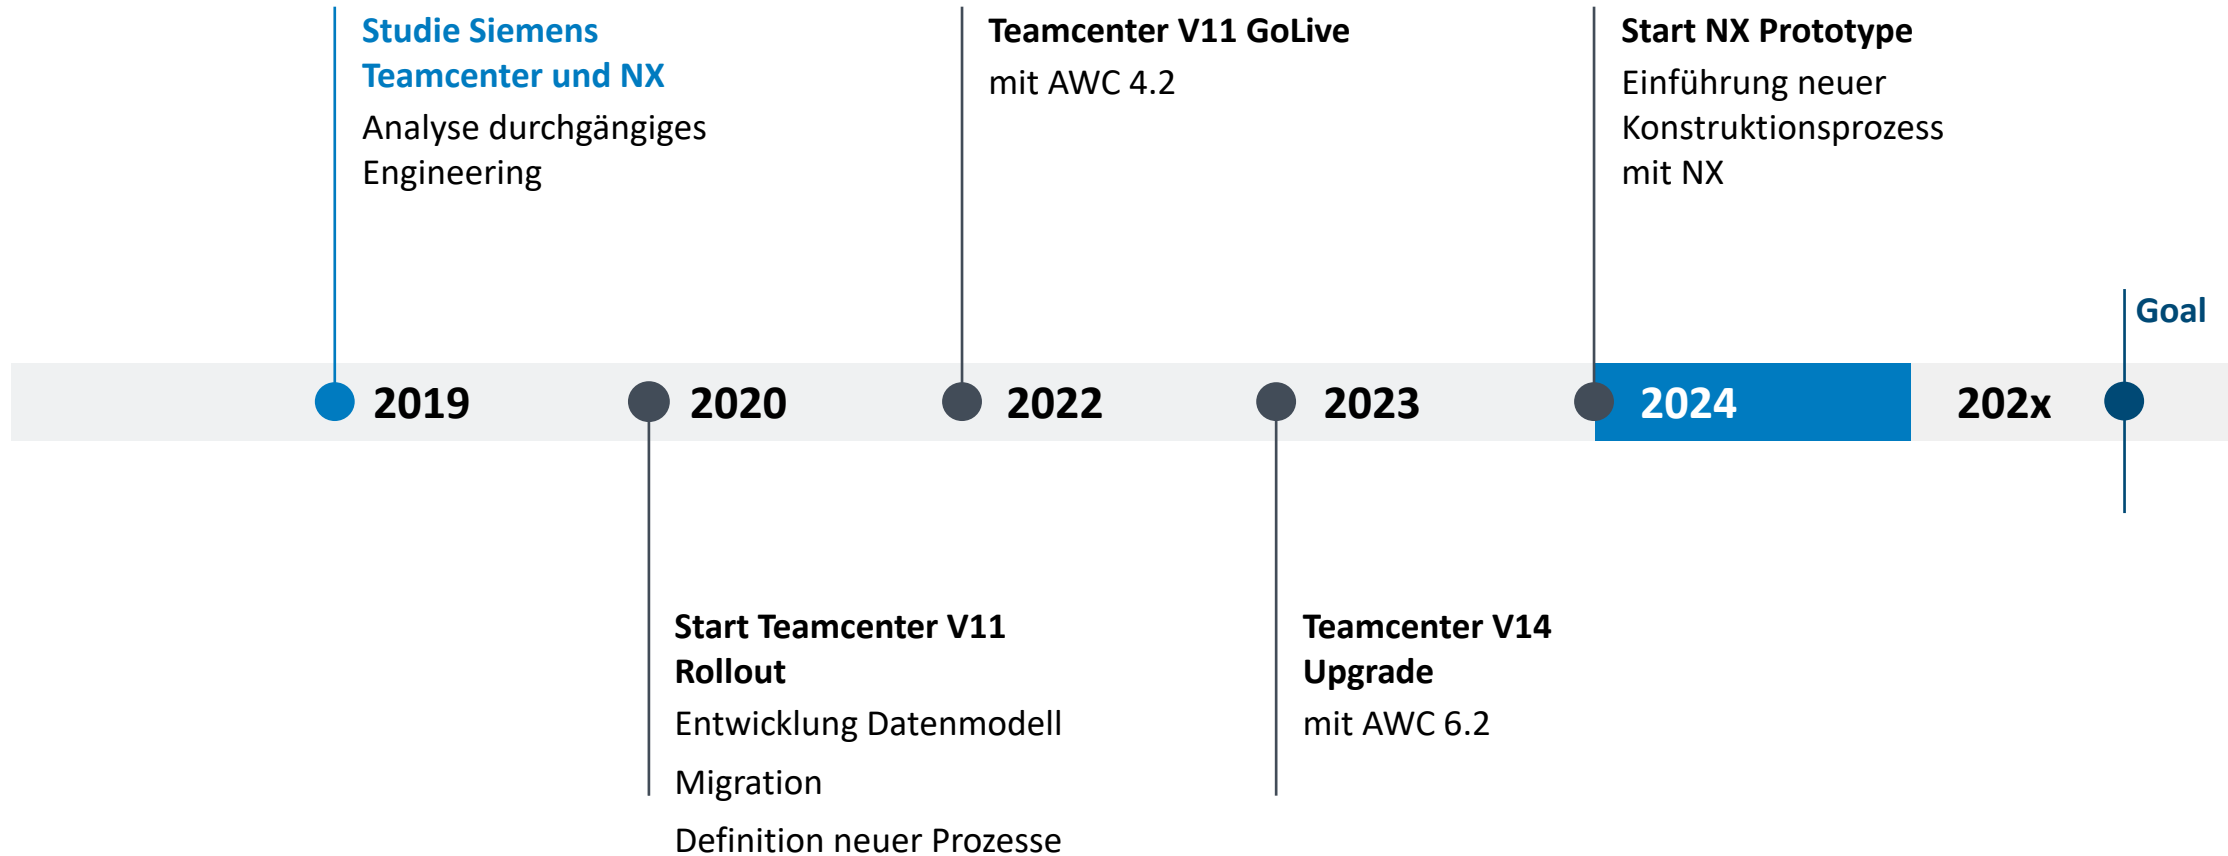 Studie Siemens
Teamcenter und NX
Analyse durchgängiges
Engineering
Teamcenter V11 GoLive
mit AWC 4.2
Start NX Prototype
Einführung neuer
Konstruktionsprozess
mit NX
Goal
2019
2020
2022
2023
2024
202x
Start Teamcenter V11
Rollout
Entwicklung Datenmodell
Migration
Definition neuer Prozesse
Teamcenter V14
Upgrade
mit AWC 6.2